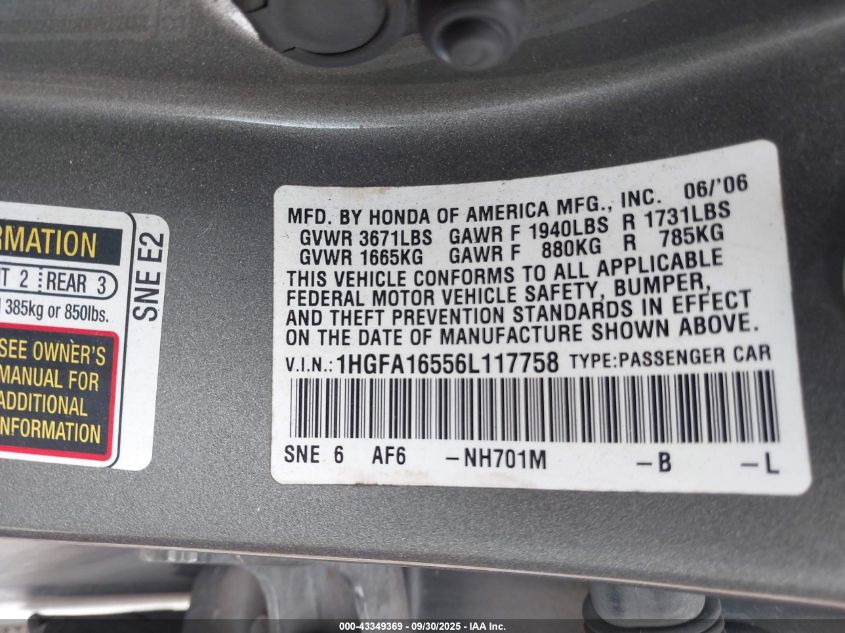 RMATION
T 2 REAR 3
385kg or 850lbs.
SEE OWNER'S
MANUAL FOR
ADDITIONAL
INFORMATION
SNE E2
MFD. BY HONDA OF AMERICA MFG., INC. 06/'06
GVWR 3671LBS GAWR F 1940LBS R 1731LBS
GVWR 1665KG GAWR F 880KG R 785KG
THIS VEHICLE CONFORMS TO ALL APPLICABLE
FEDERAL MOTOR VEHICLE SAFETY, BUMPER,
AND THEFT PREVENTION STANDARDS IN EFFECT
ON THE DATE OF MANUFACTURE SHOWN ABOVE.
V.I.N.: 1HGFA16556L117758 TYPE:PASSENGER CAR
SNE 6 AF6 -NH701M -B -L
000-43349369 - 09/30/2025 - IAA Inc.